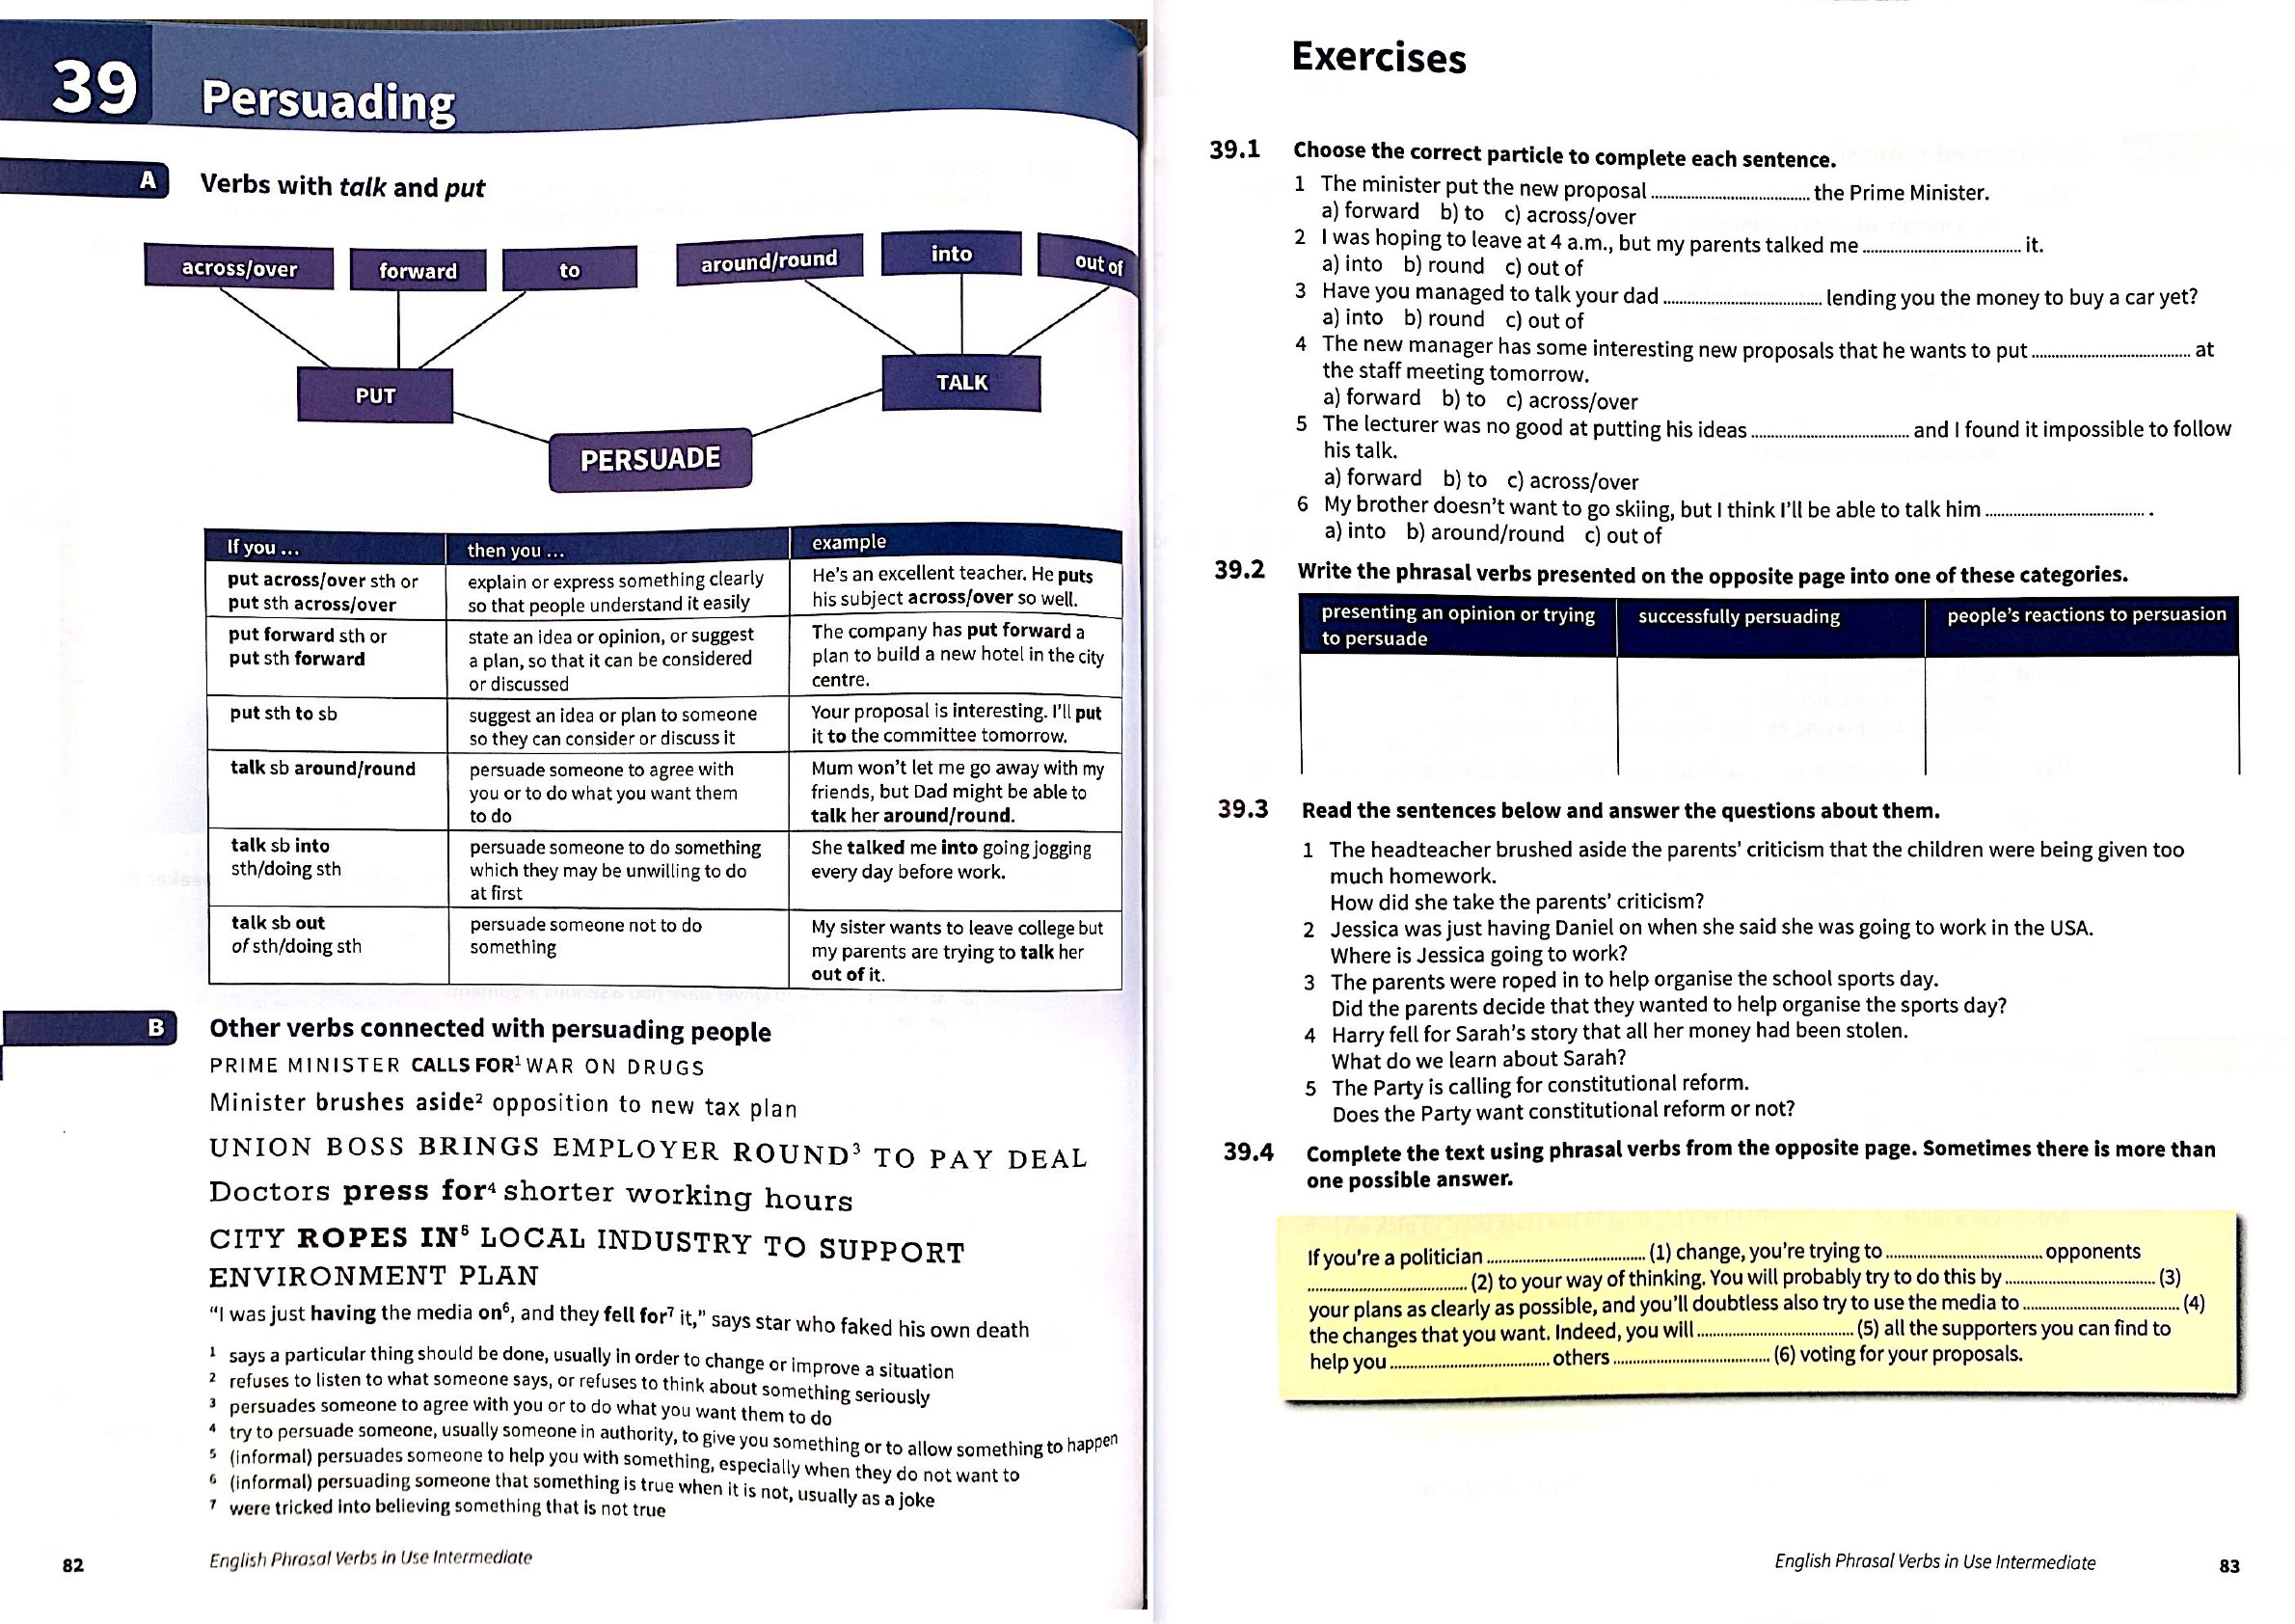 39
Persuading
A
Verbs with talk and put
across/over
forward
to
around/round
into
out of
PUT
TALK
PERSUADE
If you ...
then you ...
example
put across/over sth or
put sth across/over
explain or express something clearly
so that people understand it easily
He's an excellent teacher. He puts
his subject across/over so well.
put forward sth or
put sth forward
state an idea or opinion, or suggest
a plan, so that it can be considered
or discussed
The company has put forward a
plan to build a new hotel in the city
centre.
put sth to sb
suggest an idea or plan to someone
so they can consider or discuss it
Your proposal is interesting. I'll put
it to the committee tomorrow.
talk sb around/round
persuade someone to agree with
you or to do what you want them
to do
Mum won't let me go away with my
friends, but Dad might be able to
talk her around/round.
talk sb into
sth/doing sth
persuade someone to do something
which they may be unwilling to do
at first
She talked me into going jogging
every day before work.
talk sb out
of sth/doing sth
persuade someone not to do
something
My sister wants to leave college but
my parents are trying to talk her
out of it.
B
Other verbs connected with persuading people
PRIME MINISTER CALLS FOR¹ WAR ON DRUGS
Minister brushes aside² opposition to new tax plan
UNION BOSS BRINGS EMPLOYER ROUND³ TO PAY DEAL
Doctors press for⁴ shorter working hours
CITY ROPES IN⁵ LOCAL INDUSTRY TO SUPPORT
ENVIRONMENT PLAN
"I was just having the media on⁶, and they fell for⁷ it," says star who faked his own death
¹ says a particular thing should be done, usually in order to change or improve a situation
² refuses to listen to what someone says, or refuses to think about something seriously
³ persuades someone to agree with you or to do what you want them to do
⁴ try to persuade someone, usually someone in authority, to give you something or to allow something to happen
⁵ (informal) persuades someone to help you with something, especially when they do not want to
⁶ (informal) persuading someone that something is true when it is not, usually as a joke
⁷ were tricked into believing something that is not true
82
English Phrasal Verbs in Use Intermediate
Exercises
39.1 Choose the correct particle to complete each sentence.
1 The minister put the new proposal .............................. the Prime Minister.
a) forward b) to c) across/over
2 I was hoping to leave at 4 a.m., but my parents talked me .............................. it.
a) into b) round c) out of
3 Have you managed to talk your dad .............................. lending you the money to buy a car yet?
a) into b) round c) out of
4 The new manager has some interesting new proposals that he wants to put .............................. at
the staff meeting tomorrow.
a) forward b) to c) across/over
5 The lecturer was no good at putting his ideas .............................. and I found it impossible to follow
his talk.
a) forward b) to c) across/over
6 My brother doesn't want to go skiing, but I think I'll be able to talk him .............................. .
a) into b) around/round c) out of
39.2 Write the phrasal verbs presented on the opposite page into one of these categories.
presenting an opinion or trying
to persuade
successfully persuading
people's reactions to persuasion
39.3 Read the sentences below and answer the questions about them.
1 The headteacher brushed aside the parents' criticism that the children were being given too
much homework.
How did she take the parents' criticism?
2 Jessica was just having Daniel on when she said she was going to work in the USA.
Where is Jessica going to work?
3 The parents were roped in to help organise the school sports day.
Did the parents decide that they wanted to help organise the sports day?
4 Harry fell for Sarah's story that all her money had been stolen.
What do we learn about Sarah?
5 The Party is calling for constitutional reform.
Does the Party want constitutional reform or not?
39.4 Complete the text using phrasal verbs from the opposite page. Sometimes there is more than
one possible answer.
If you're a politician .............................. (1) change, you're trying to .............................. opponents
.............................. (2) to your way of thinking. You will probably try to do this by .............................. (3)
your plans as clearly as possible, and you'll doubtless also try to use the media to .............................. (4)
the changes that you want. Indeed, you will .............................. (5) all the supporters you can find to
help you .............................. others .............................. (6) voting for your proposals.
English Phrasal Verbs in Use Intermediate
83